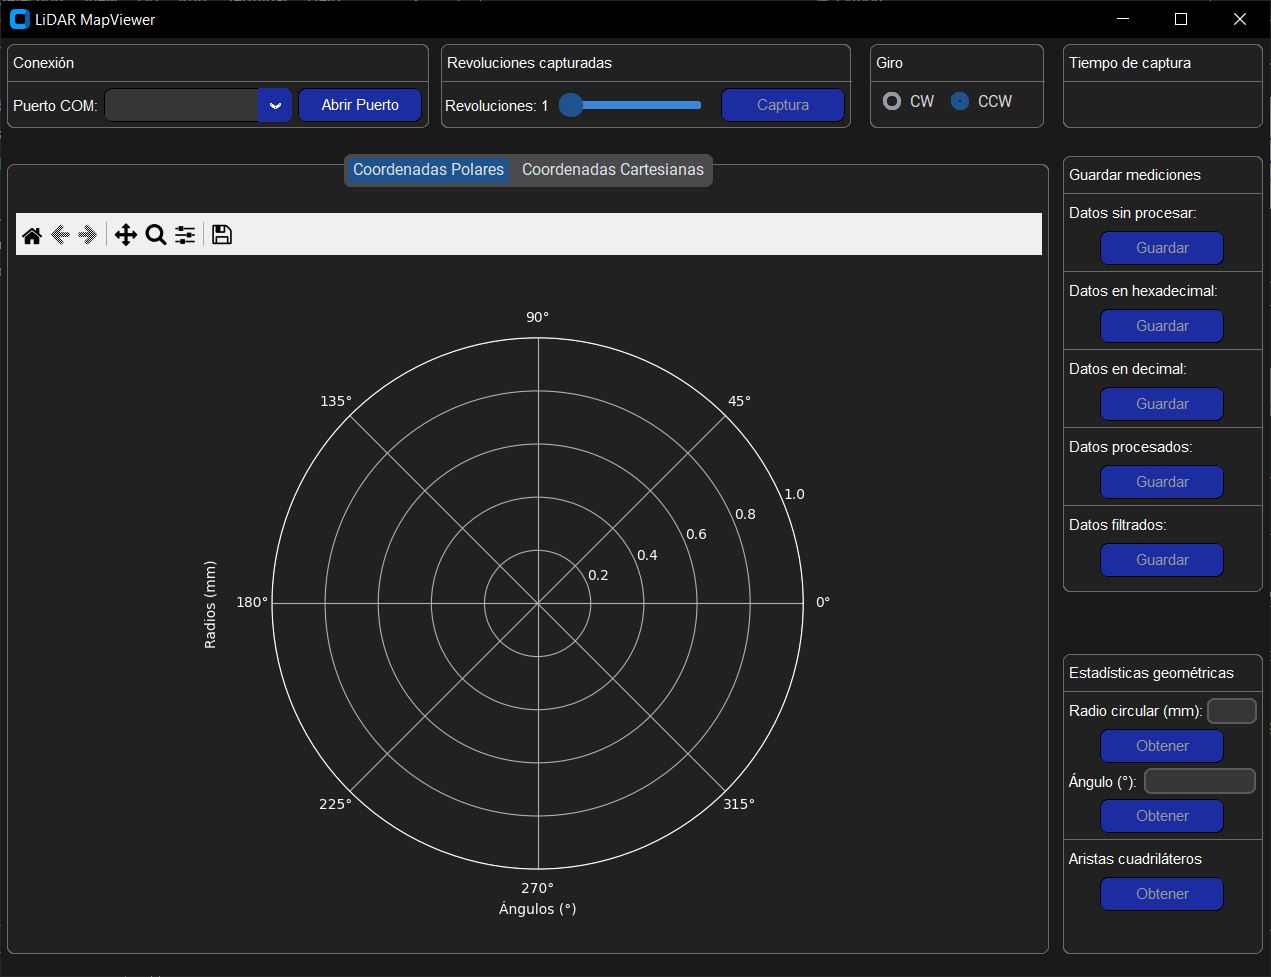 LiDAR MapViewer
Conexión
Puerto COM:
Abrir Puerto
Revoluciones capturadas
Revoluciones: 1
Captura
Giro
CW
CCW
Tiempo de captura
Coordenadas Polares
Coordenadas Cartesianas
90°
135°
45°
1.0
0.8
0.6
0.4
0.2
180°
0°
Radios (mm)
225°
315°
270°
Ángulos (°)
Guardar mediciones
Datos sin procesar:
Guardar
Datos en hexadecimal:
Guardar
Datos en decimal:
Guardar
Datos procesados:
Guardar
Datos filtrados:
Guardar
Estadísticas geométricas
Radio circular (mm):
Obtener
Ángulo (°):
Obtener
Aristas cuadriláteros
Obtener